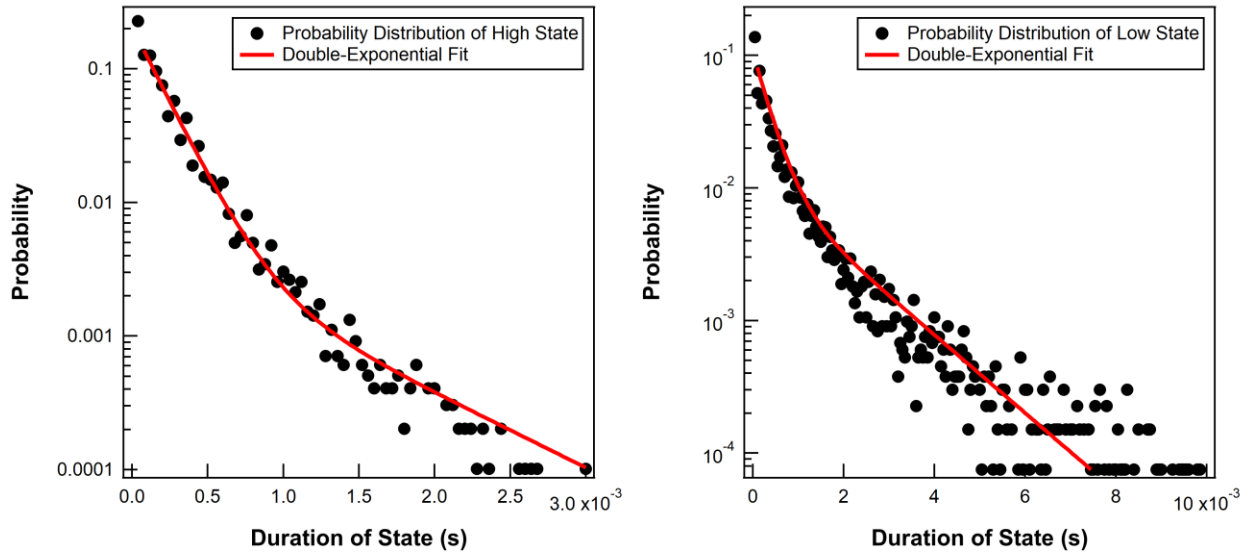 Probability Distribution of High State
Double-Exponential Fit
0.1
0.01
0.001
0.0001
Probability
0.0
0.5
1.0
1.5
2.0
2.5
3.0 x10⁻³
Duration of State (s)
Probability Distribution of Low State
Double-Exponential Fit
10⁻¹
10⁻²
10⁻³
10⁻⁴
Probability
0
2
4
6
8
10 x10⁻³
Duration of State (s)